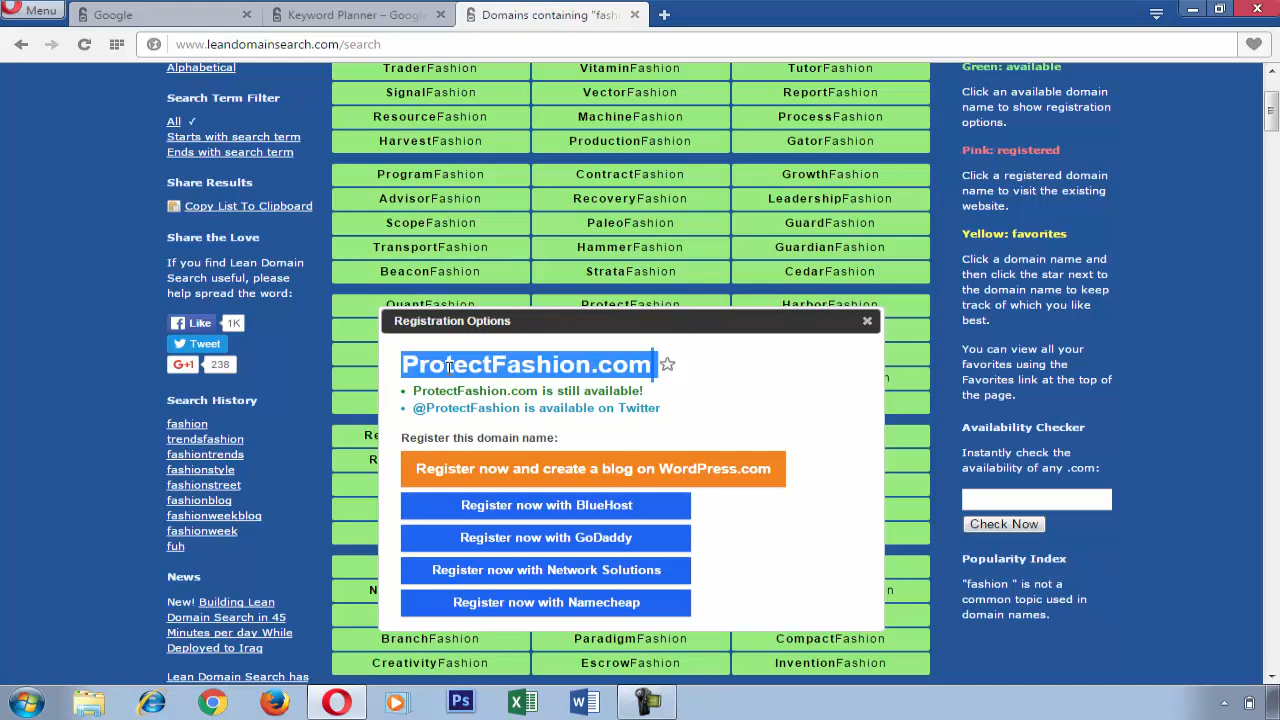 Menu
Google
Keyword Planner – Google
Domains containing "fash
www.leandomainsearch.com/search
Alphabetical
Search Term Filter
All ✓
Starts with search term
Ends with search term
Share Results
Copy List To Clipboard
Share the Love
If you find Lean Domain
Search useful, please
help spread the word:
Like 1K
Tweet
G+1 238
Search History
fashion
trendsfashion
fashiontrends
fashionstyle
fashionstreet
fashionblog
fashionweekblog
fashionweek
fuh
News
New! Building Lean
Domain Search in 45
Minutes per day While
Deployed to Iraq
Lean Domain Search has
TraderFashion VitaminFashion TutorFashion
SignalFashion VectorFashion ReportFashion
ResourceFashion MachineFashion ProcessFashion
HarvestFashion ProductionFashion GatorFashion
ProgramFashion ContractFashion GrowthFashion
AdvisorFashion RecoveryFashion LeadershipFashion
ScopeFashion PaleoFashion GuardFashion
TransportFashion HammerFashion GuardianFashion
BeaconFashion StrataFashion CedarFashion
QuantFashion ProtectFashion HarborFashion
Registration Options
ProtectFashion.com
• ProtectFashion.com is still available!
• @ProtectFashion is available on Twitter
Register this domain name:
Register now and create a blog on WordPress.com
Register now with BlueHost
Register now with GoDaddy
Register now with Network Solutions
Register now with Namecheap
BranchFashion ParadigmFashion CompactFashion
CreativityFashion EscrowFashion InventionFashion
Green: available
Click an available domain
name to show registration
options.
Pink: registered
Click a registered domain
name to visit the existing
website.
Yellow: favorites
Click a domain name and
then click the star next to
the domain name to keep
track of which you like
best.
You can view all your
favorites using the
Favorites link at the top of
the page.
Availability Checker
Instantly check the
availability of any .com:
Check Now
Popularity Index
"fashion " is not a
common topic used in
domain names.
Ps